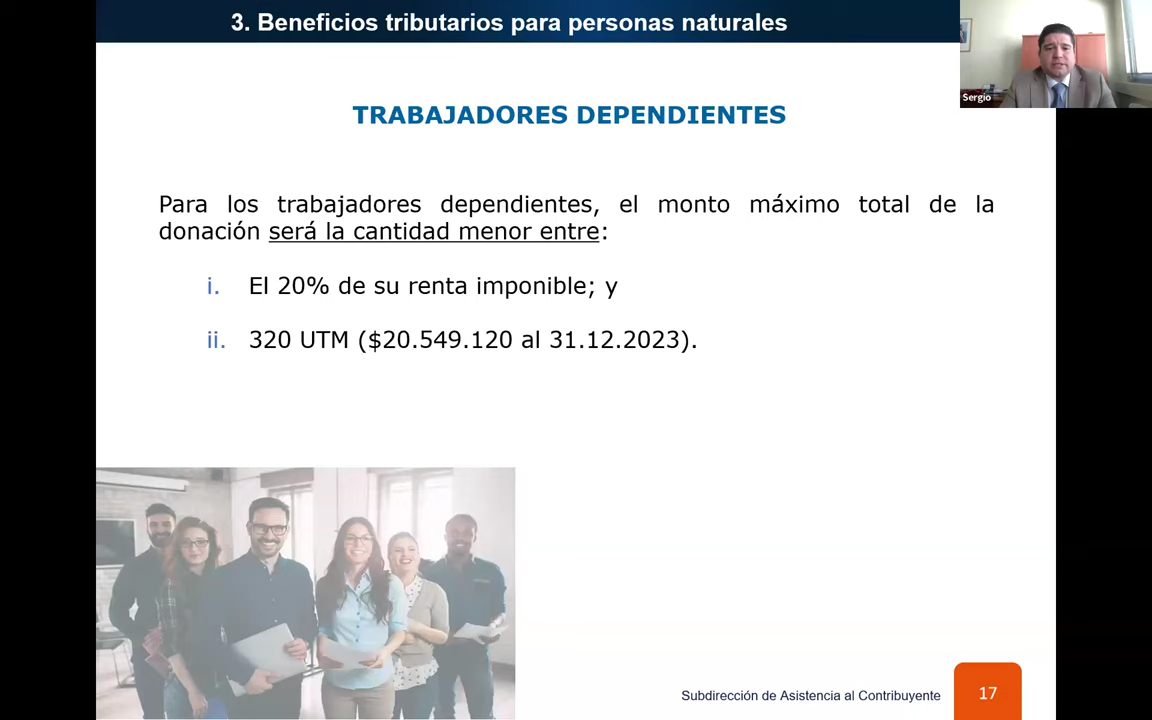 3. Beneficios tributarios para personas naturales
Sergio
TRABAJADORES DEPENDIENTES
Para los trabajadores dependientes, el monto máximo total de la
donación será la cantidad menor entre:
i. El 20% de su renta imponible; y
ii. 320 UTM ($20.549.120 al 31.12.2023).
Subdirección de Asistencia al Contribuyente
17